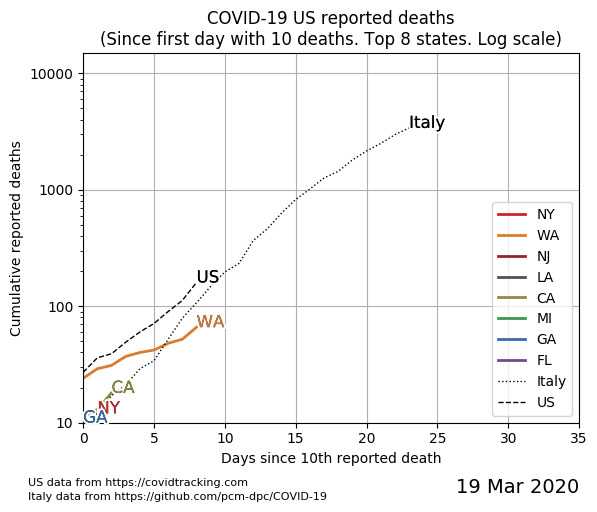 COVID-19 US reported deaths
(Since first day with 10 deaths. Top 8 states. Log scale)
Cumulative reported deaths
10000
1000
100
10
Italy
US
WA
CA
NY
GA
NY
WA
NJ
LA
CA
MI
GA
FL
Italy
US
0 5 10 15 20 25 30 35
Days since 10th reported death
US data from https://covidtracking.com
Italy data from https://github.com/pcm-dpc/COVID-19
19 Mar 2020